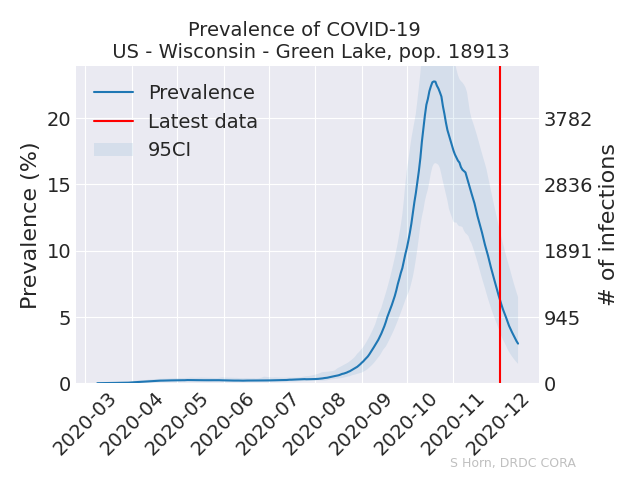 Prevalence of COVID-19
US - Wisconsin - Green Lake, pop. 18913
Prevalence
Latest data
95CI
Prevalence (%)
20
15
10
5
0
3782
2836
1891
945
0
# of infections
2020-03
2020-04
2020-05
2020-06
2020-07
2020-08
2020-09
2020-10
2020-11
2020-12
S Horn, DRDC CORA